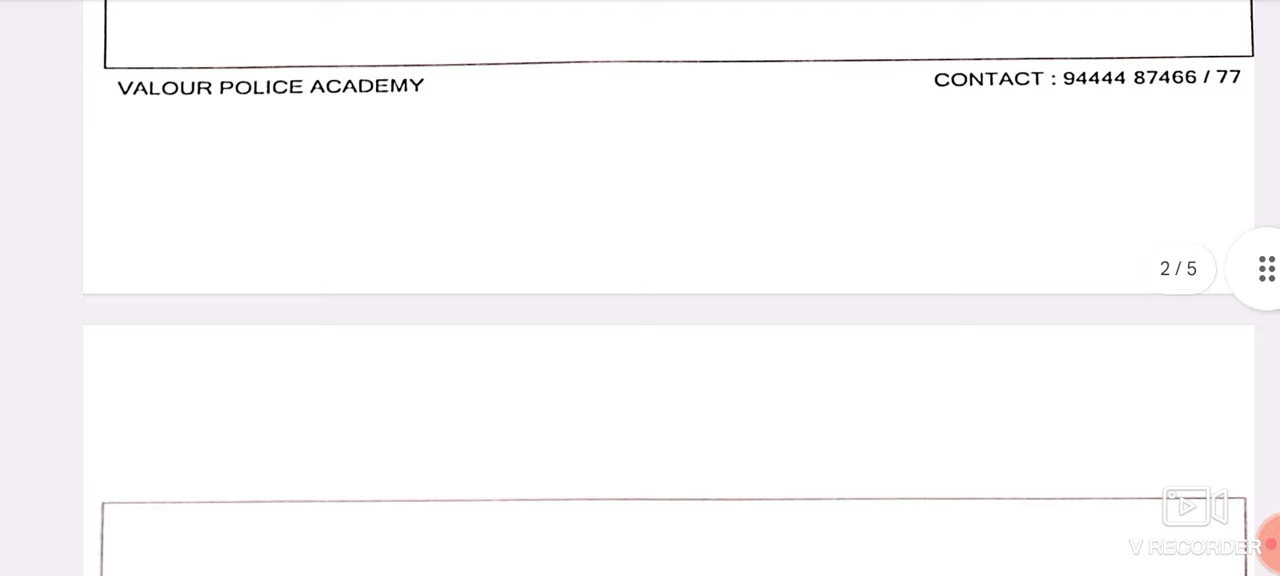 VALOUR POLICE ACADEMY
CONTACT : 94444 87466 / 77
2 / 5
V RECORDER